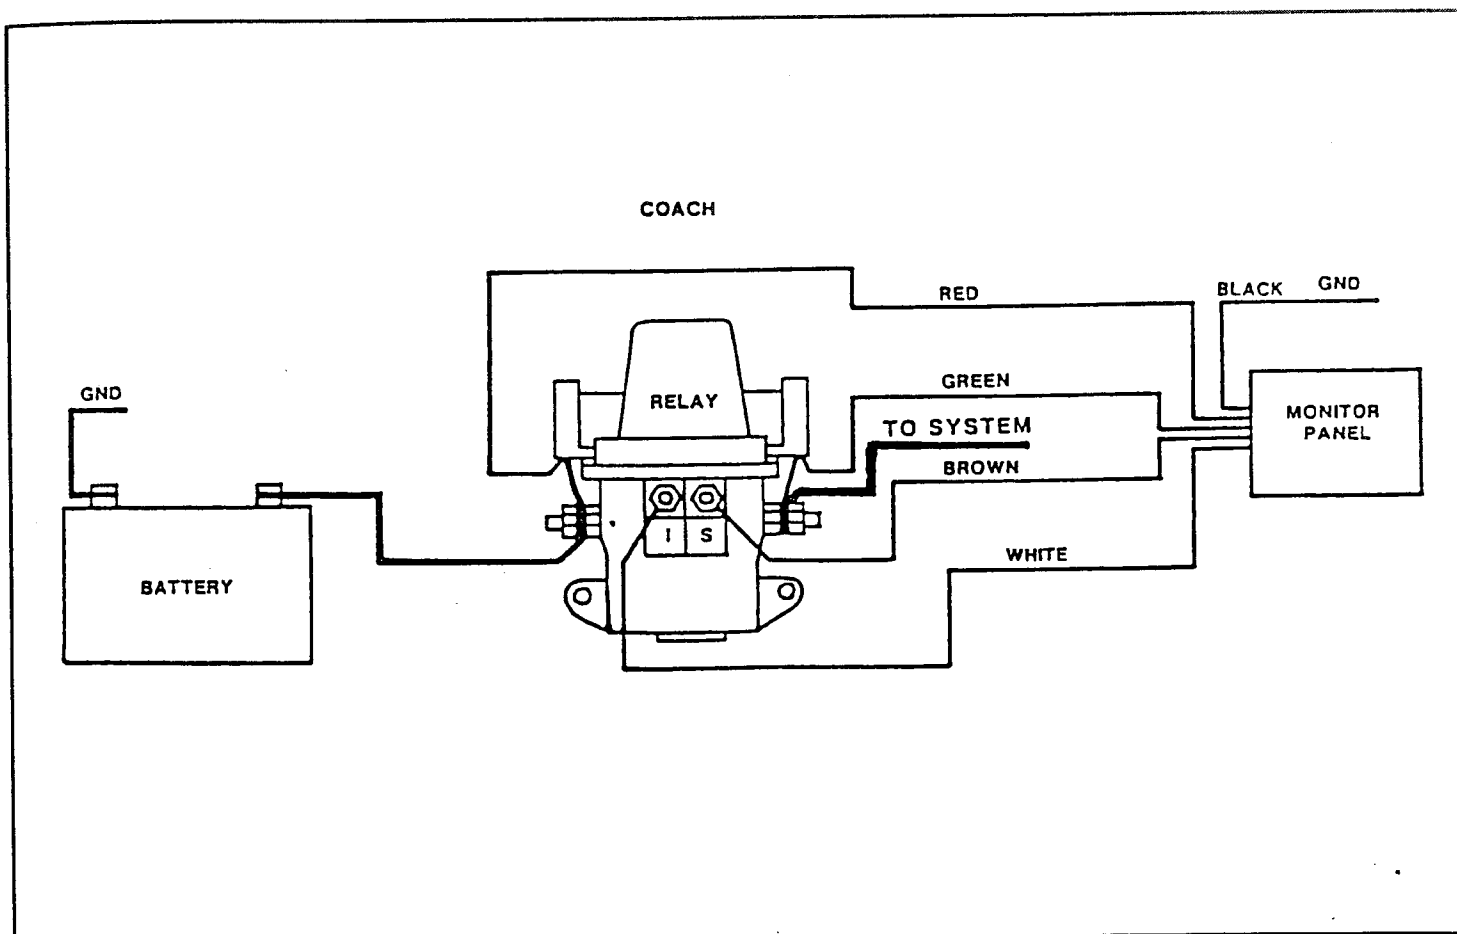 COACH
RED
BLACK GND
GND
RELAY
GREEN
MONITOR
PANEL
TO SYSTEM
BROWN
I S
WHITE
BATTERY